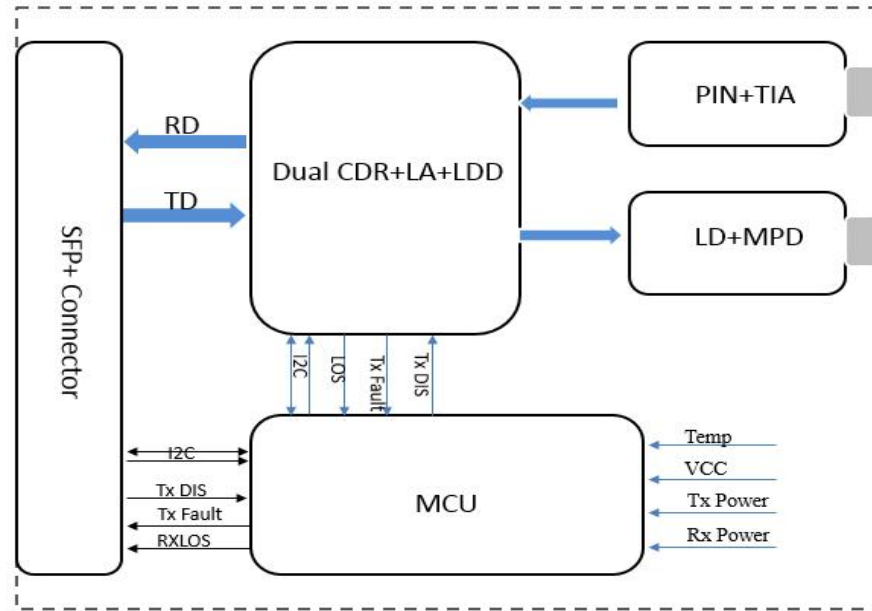 SFP+ Connector
RD
TD
Dual CDR+LA+LDD
PIN+TIA
LD+MPD
I2C
LOS
Tx Fault
Tx DIS
I2C
Tx DIS
Tx Fault
RXLOS
MCU
Temp
VCC
Tx Power
Rx Power